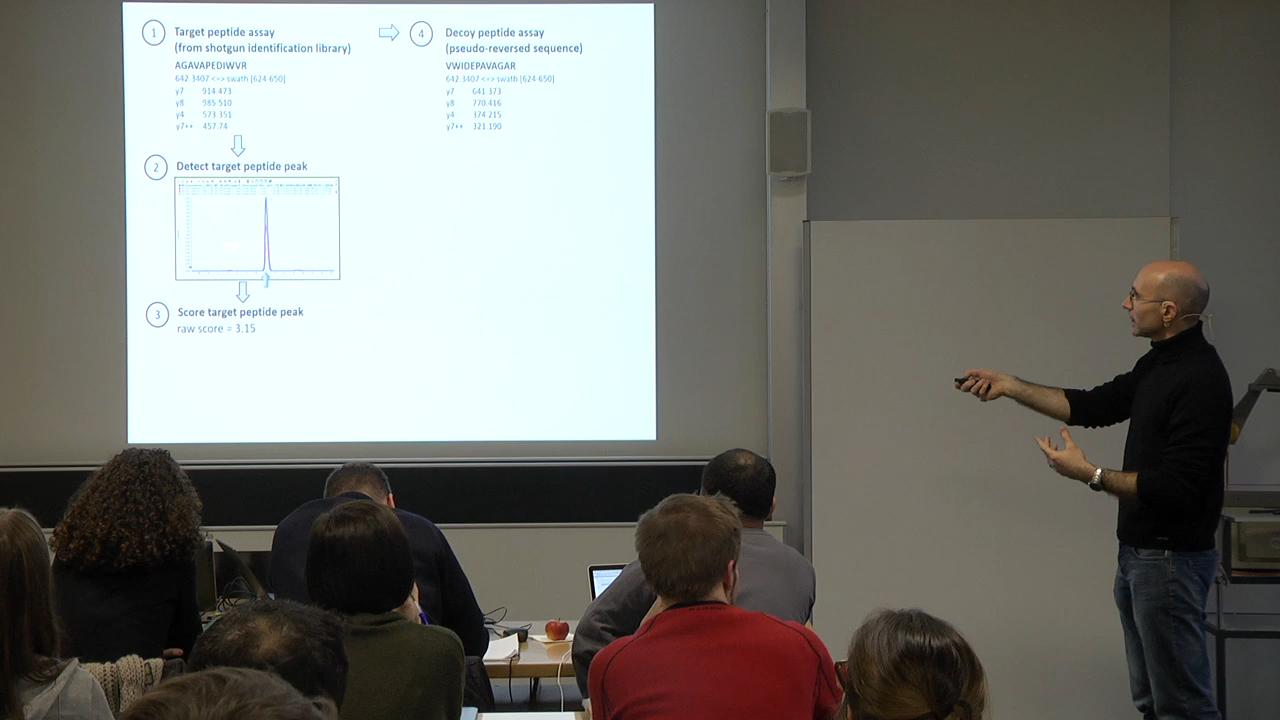 1 Target peptide assay
(from shotgun identification library)
AGAVAPEDIWVR
642.3407 <=> swath [624-650]
y7 914.473
y8 985.510
y4 573.351
y7++ 457.74
2 Detect target peptide peak
3 Score target peptide peak
raw score = 3.15
4 Decoy peptide assay
(pseudo-reversed sequence)
VWIDEPAVAGAR
642.3407 <=> swath [624-650]
y7 641.373
y8 770.416
y4 374.215
y7++ 321.190